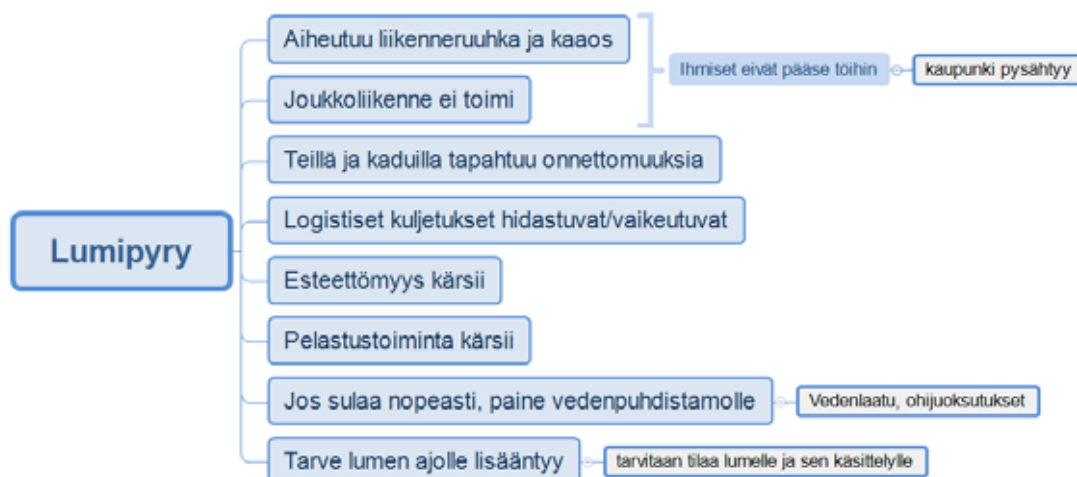 Aiheutuu liikenneruuhka ja kaaos
Ihmiset eivät pääse töihin
kaupunki pysähtyy
Joukkoliikenne ei toimi
Teillä ja kaduilla tapahtuu onnettomuuksia
Logistiset kuljetukset hidastuvat/vaikeutuvat
Lumipyry
Esteettömyys kärsii
Pelastustoiminta kärsii
Jos sulaa nopeasti, paine vedenpuhdistamolle
Vedenlaatu, ohijuoksutukset
Tarve lumen ajolle lisääntyy
tarvitaan tilaa lumelle ja sen käsittelylle